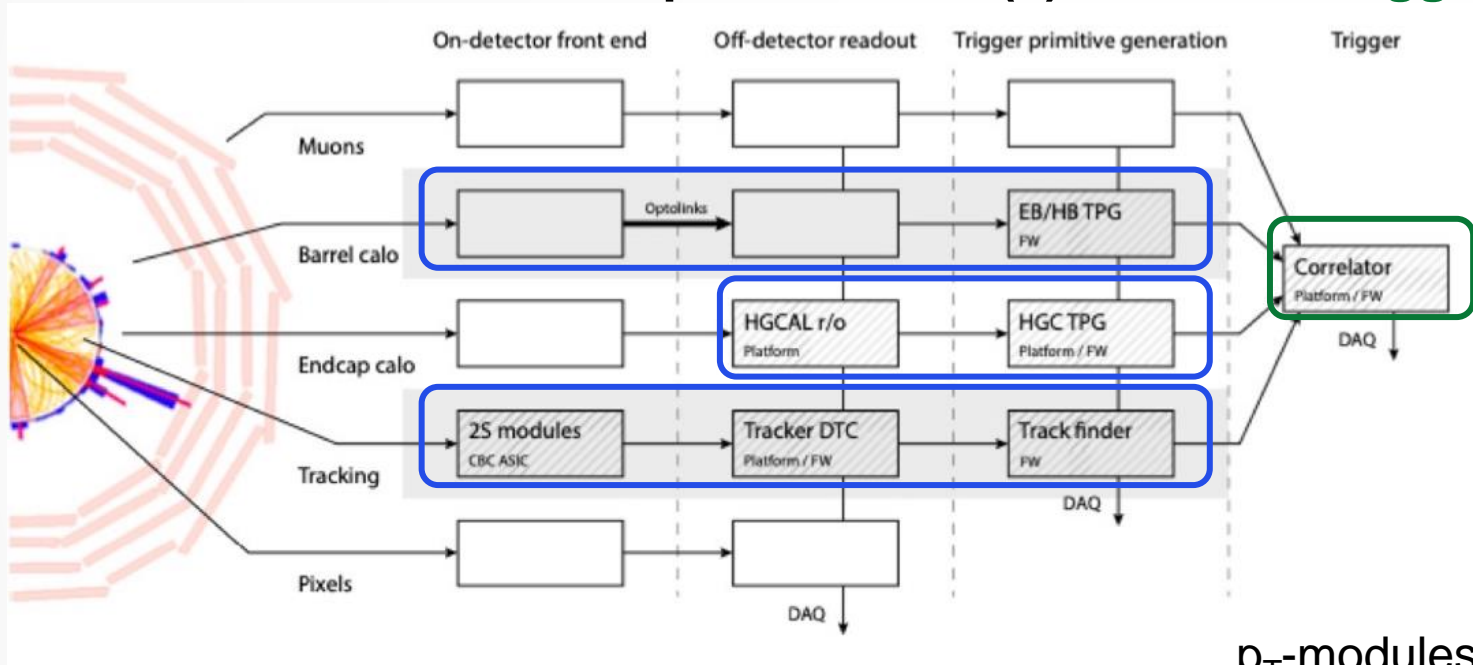 On-detector front end
Off-detector readout
Trigger primitive generation
Trigger
Muons
Barrel calo
Optolinks
EB/HB TPG
FW
Correlator
Platform / FW
DAQ
Endcap calo
HGCAL r/o
Platform
HGC TPG
Platform / FW
Tracking
2S modules
CBC ASIC
Tracker DTC
Platform / FW
Track finder
FW
DAQ
Pixels
DAQ
pT-modules